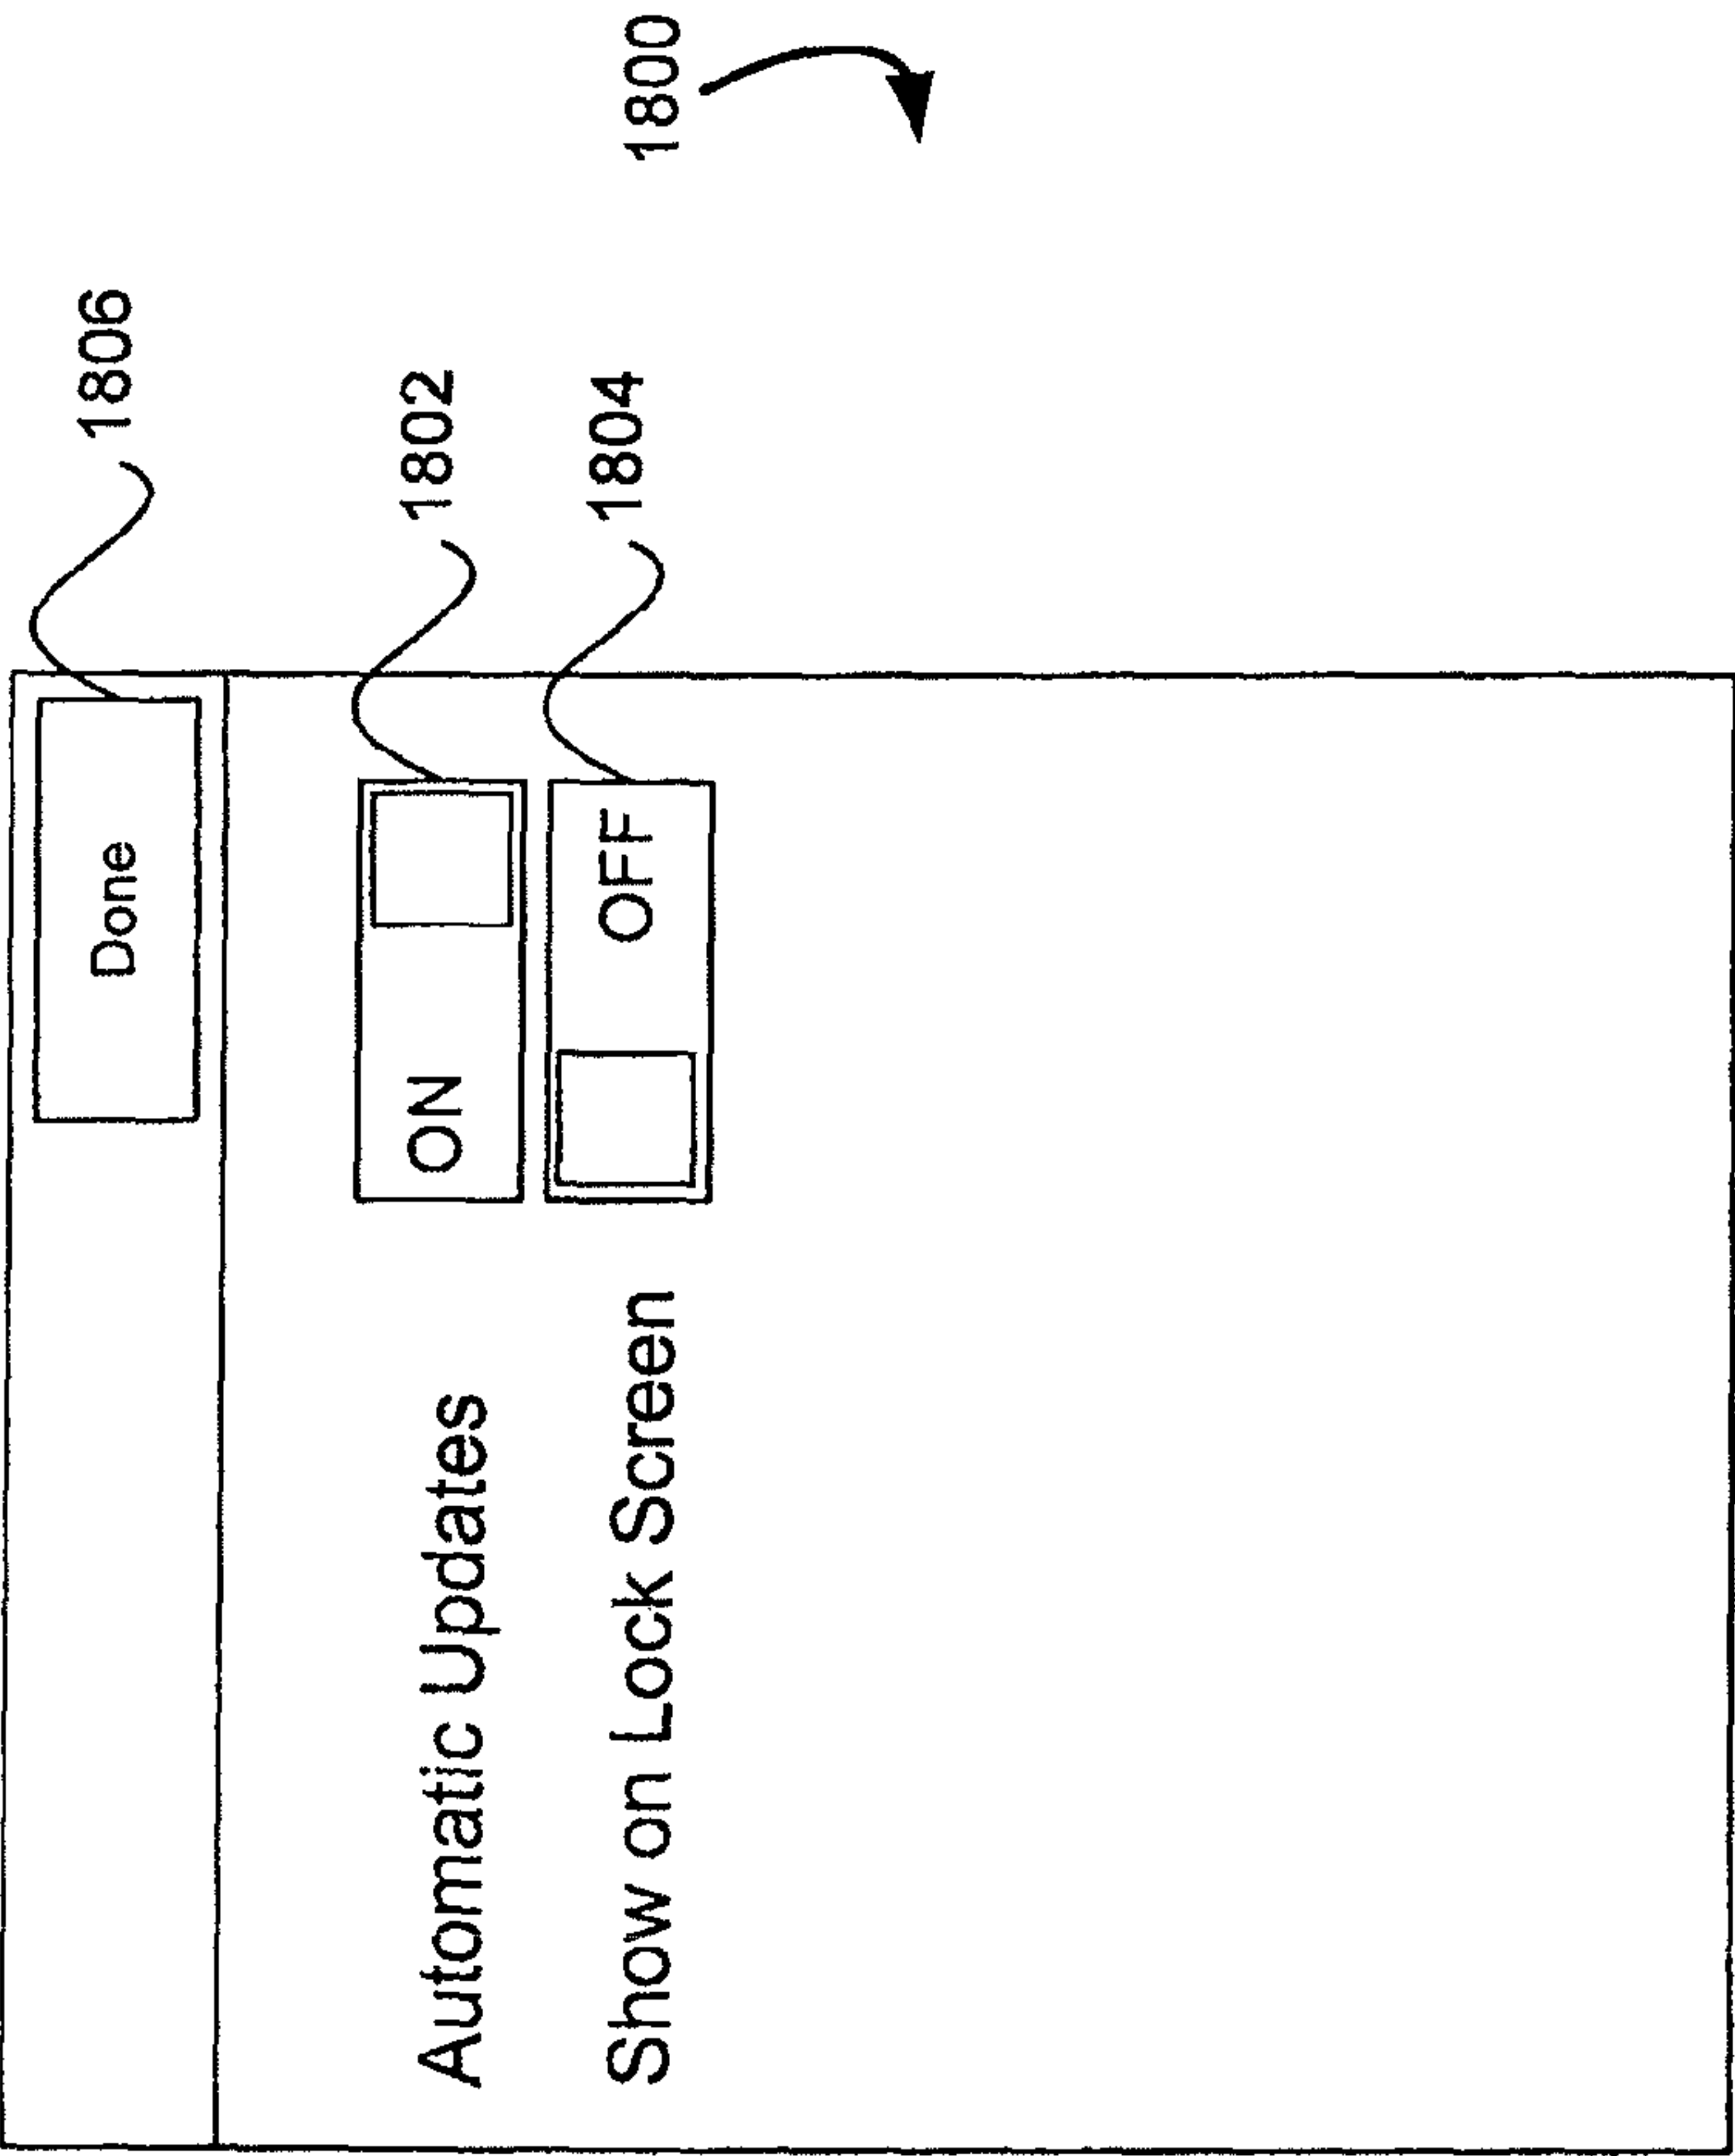 Done
1806
Automatic Updates ON
1802
Show on Lock Screen OFF
1804
1800